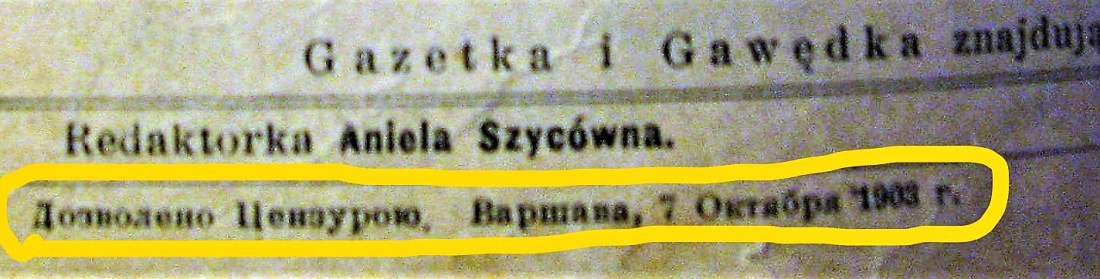 Gazetka i Gawędka znajdują
Redaktorka Aniela Szycówna.
Дозволено Цензурою, Варшава, 7 Октября 1903 г.